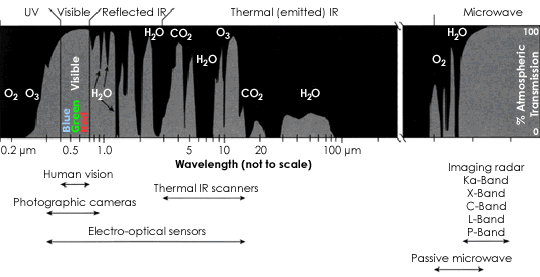 UV Visible Reflected IR Thermal (emitted) IR Microwave
H₂O CO₂ O₃ H₂O 100
H₂O O₂
Visible
O₂ O₃ H₂O CO₂ H₂O
Blue
Green
Red
% Atmospheric
Transmission
0
0.2 µm 0.5 1.0 5 10 20 100 µm
Wavelength (not to scale)
Human vision
Photographic cameras
Thermal IR scanners
Electro-optical sensors
Imaging radar
Ka-Band
X-Band
C-Band
L-Band
P-Band
Passive microwave